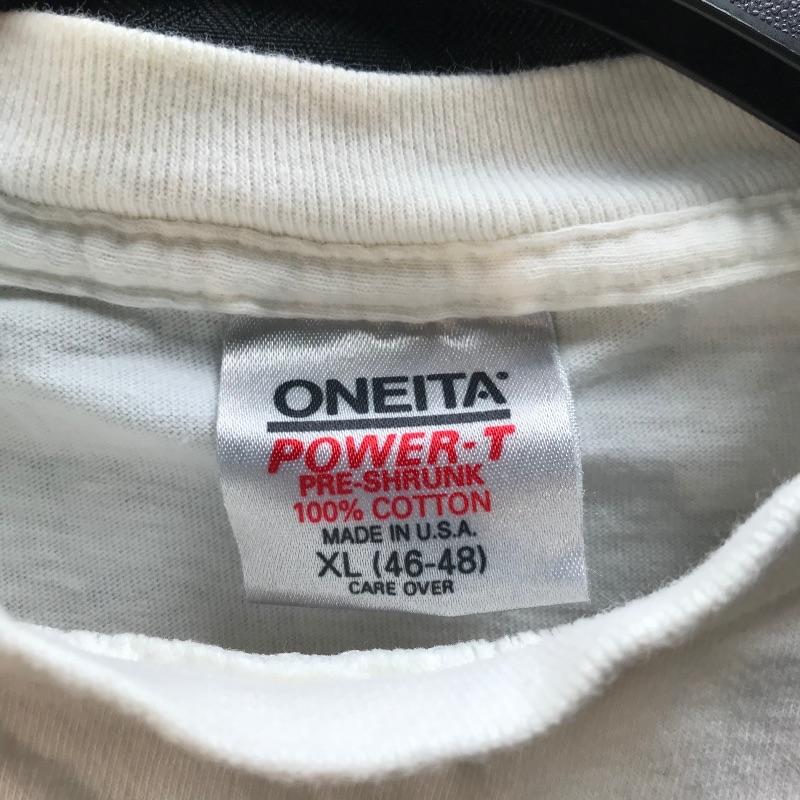 ONEITA
POWER-T
PRE-SHRUNK
100% COTTON
MADE IN U.S.A.
XL (46-48)
CARE OVER